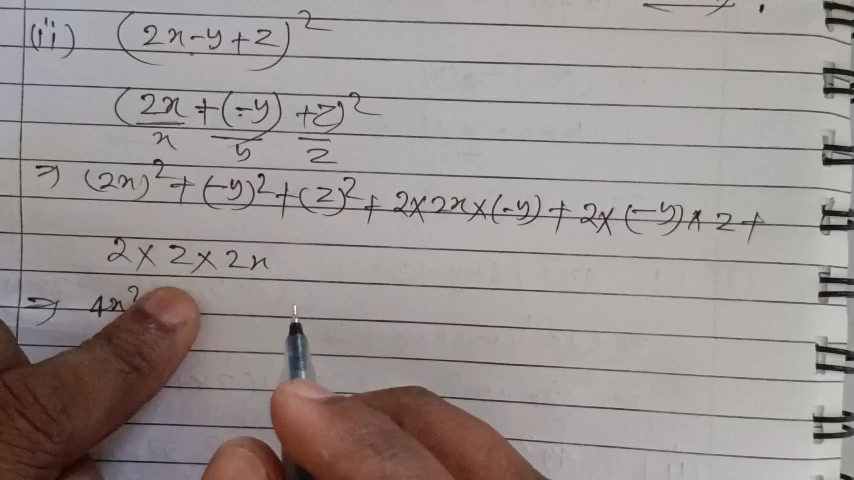 (ii) (2x-y+z)²
(2x + (-y) + z)²
x y z
⇒ (2x)² + (-y)² + (z)² + 2×2x×(-y) + 2×(-y)×z +
2×z×2x
⇒ 4x²